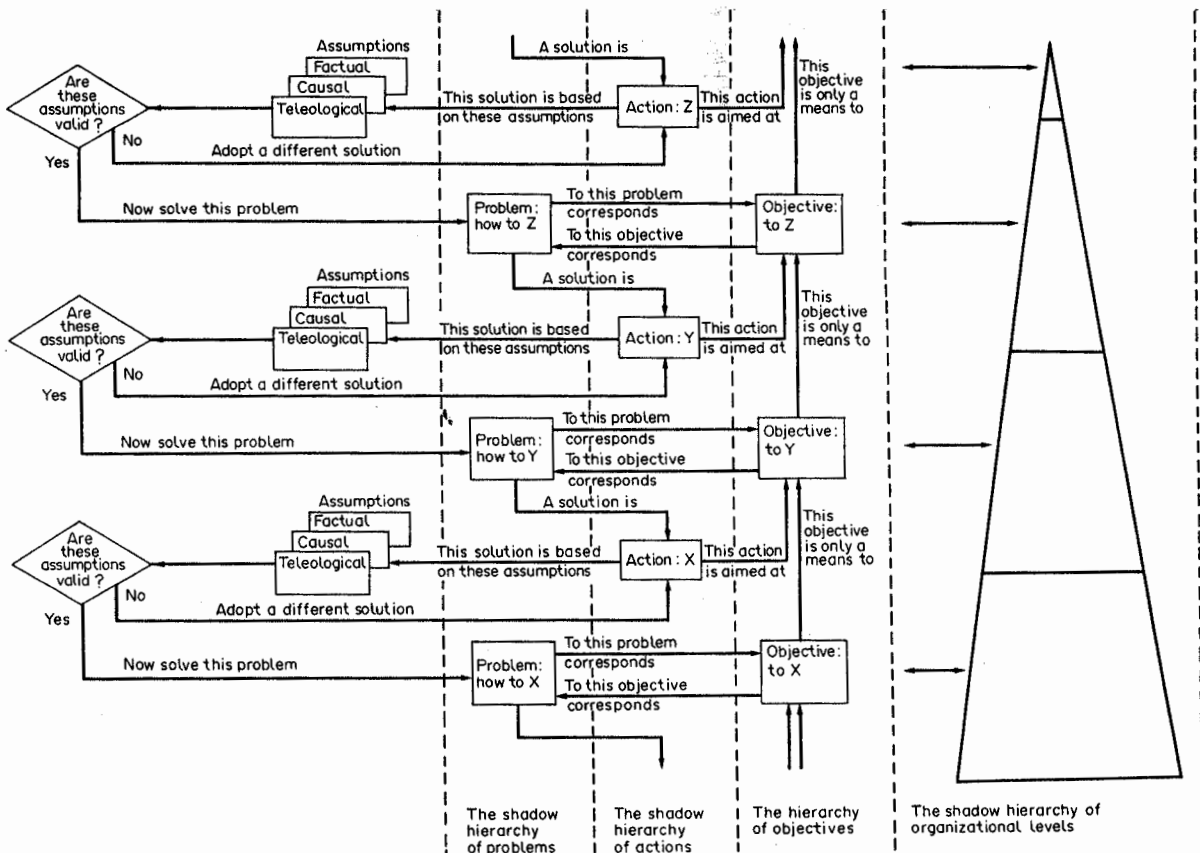 Assumptions
Factual
Causal
Teleological
Are
these
assumptions
valid ?
Yes
No
A solution is
This solution is based
on these assumptions
Action: Z
This action
is aimed at
This
objective
is only a
means to
Adopt a different solution
Now solve this problem
Problem:
how to Z
To this problem
corresponds
To this objective
corresponds
Objective:
to Z
Assumptions
Factual
Causal
Teleological
Are
these
assumptions
valid ?
Yes
No
A solution is
This solution is based
on these assumptions
Action: Y
This action
is aimed at
This
objective
is only a
means to
Adopt a different solution
Now solve this problem
Problem:
how to Y
To this problem
corresponds
To this objective
corresponds
Objective:
to Y
Assumptions
Factual
Causal
Teleological
Are
these
assumptions
valid ?
Yes
No
A solution is
This solution is based
on these assumptions
Action: X
This action
is aimed at
This
objective
is only a
means to
Adopt a different solution
Now solve this problem
Problem:
how to X
To this problem
corresponds
To this objective
corresponds
Objective:
to X
The shadow
hierarchy
of problems
The shadow
hierarchy
of actions
The hierarchy
of objectives
The shadow hierarchy of
organizational levels